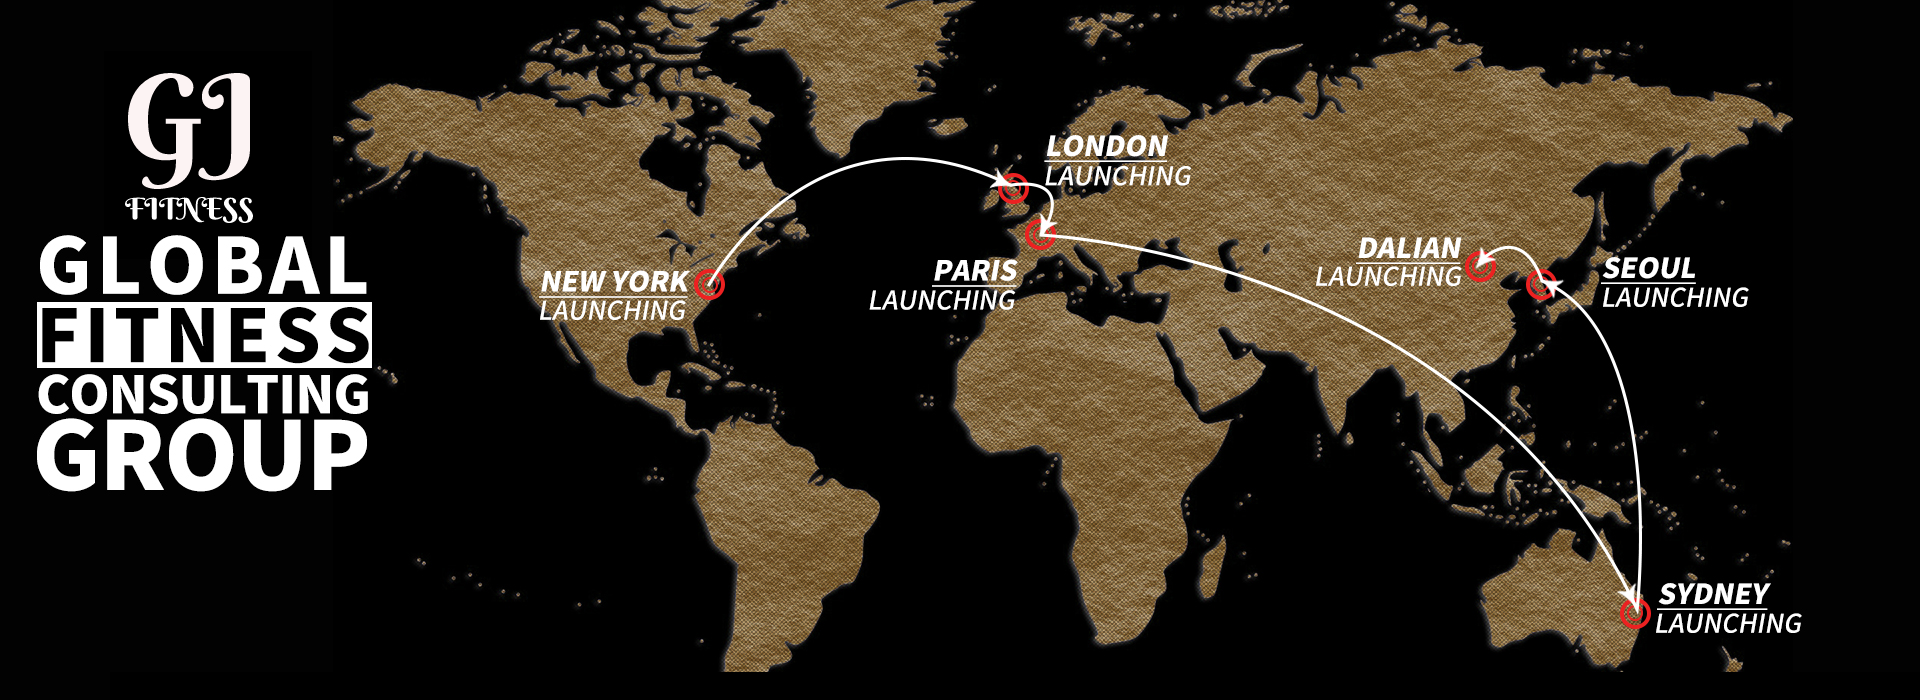 GJ
FITNESS
GLOBAL
FITNESS
CONSULTING
GROUP
NEW YORK
LAUNCHING
LONDON
LAUNCHING
PARIS
LAUNCHING
DALIAN
LAUNCHING
SEOUL
LAUNCHING
SYDNEY
LAUNCHING